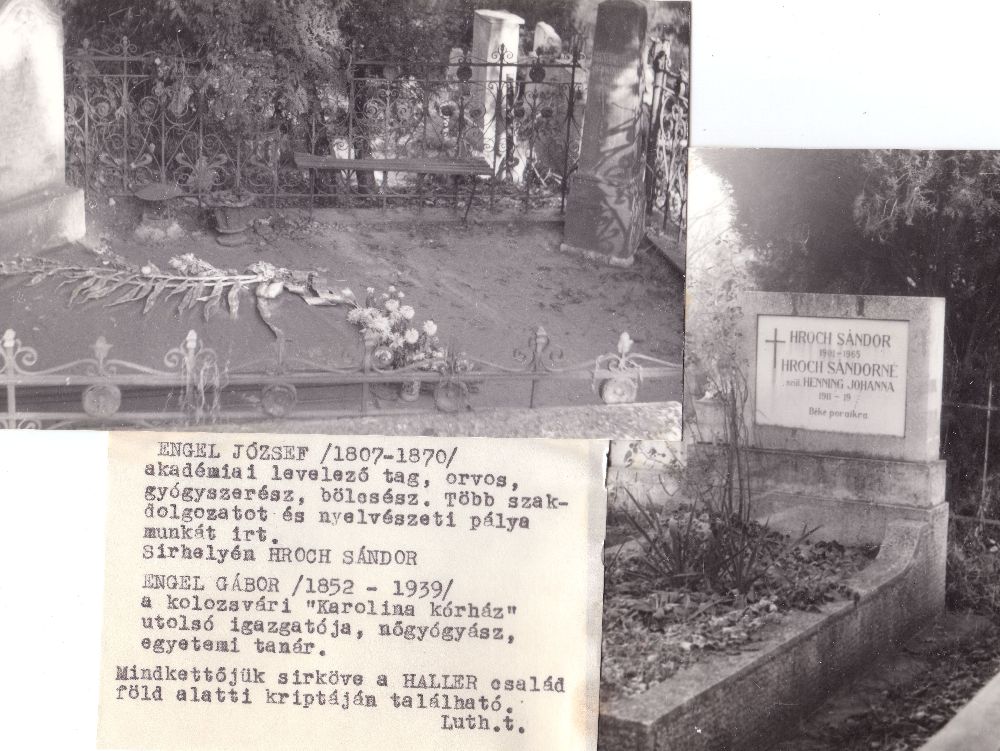 HROCH SÁNDOR
1901-1965
HROCH SÁNDORNÉ
szül. HENNING JOHANNA
1911 - 19
Béke poraikra
ENGEL JÓZSEF /1807-1870/
akadémiai levelező tag, orvos,
gyógyszerész, bölcsész. Több szak-
dolgozatot és nyelvészeti pálya
munkát irt.
Sirhelyén HROCH SÁNDOR
ENGEL GÁBOR /1852 - 1939/
a kolozsvári "Karolina kórház"
utolsó igazgatója, nőgyógyász,
egyetemi tanár.
Mindkettőjük sirköve a HALLER család
föld alatti kriptáján található.
Luth.t.